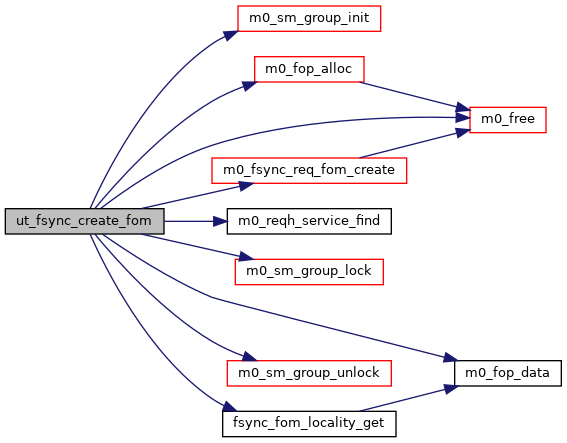 m0_sm_group_init
m0_fop_alloc
m0_free
m0_fsync_req_fom_create
ut_fsync_create_fom
m0_reqh_service_find
m0_sm_group_lock
m0_sm_group_unlock
m0_fop_data
fsync_fom_locality_get